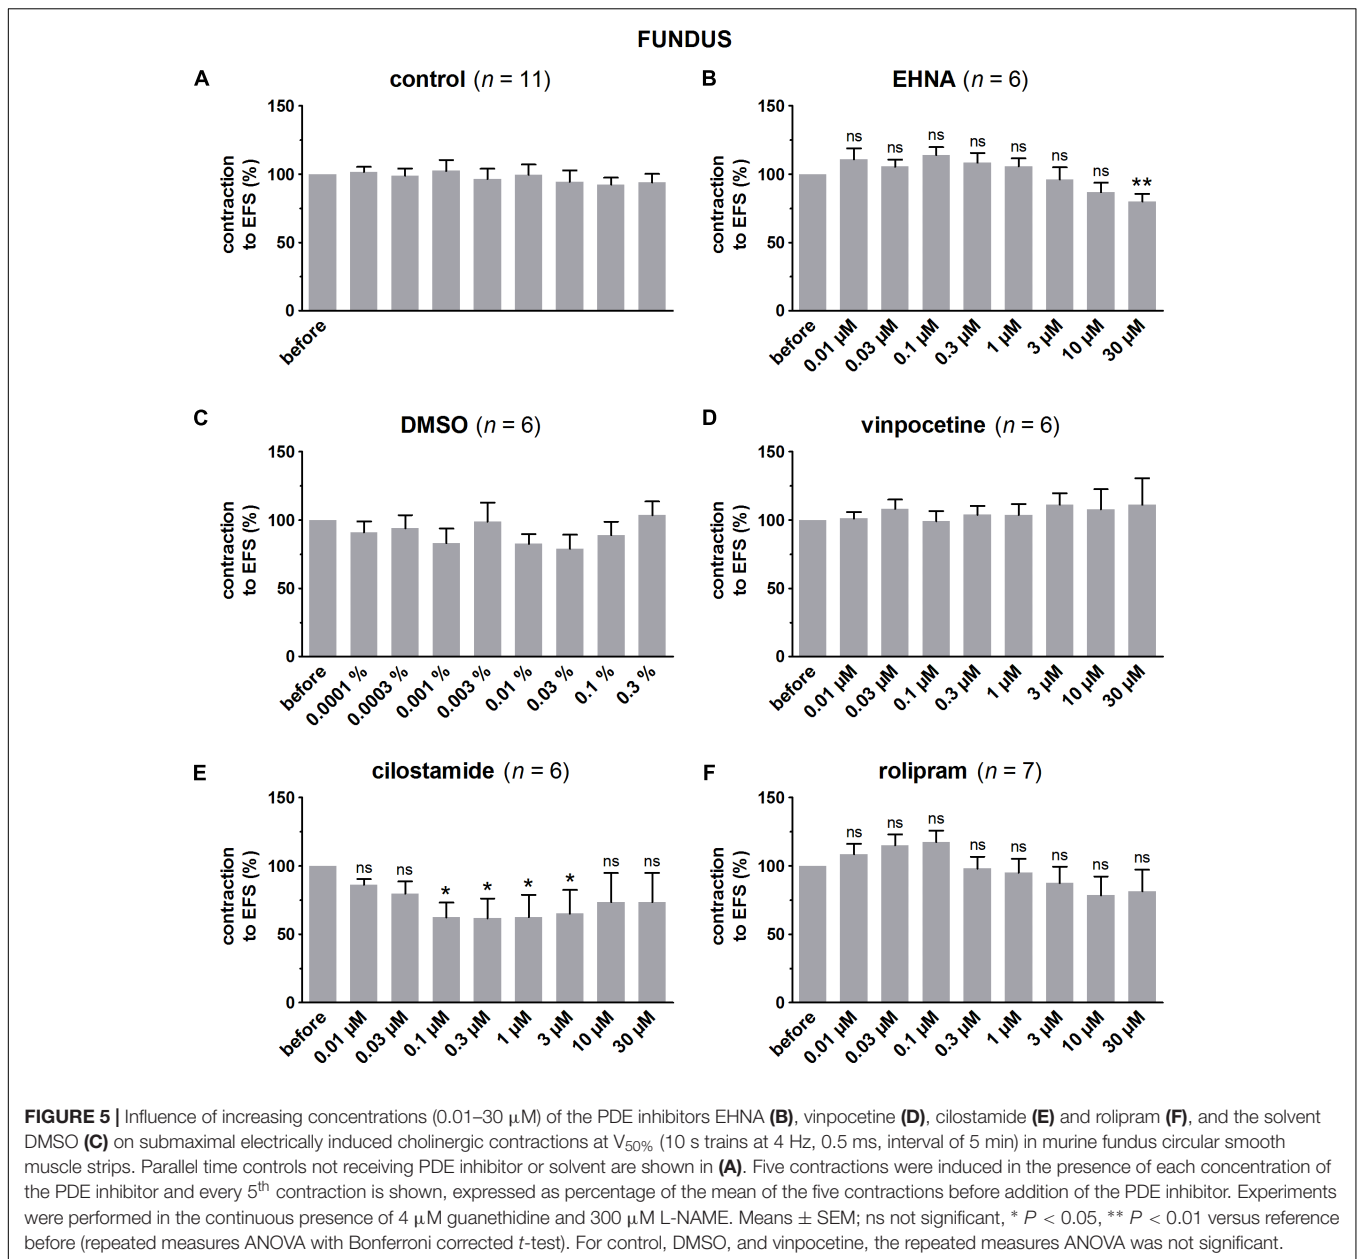 FUNDUS
A
control (n = 11)
contraction
to EFS (%)
150
100
50
0
before
B
EHNA (n = 6)
contraction
to EFS (%)
150
100
50
0
ns
ns
ns
ns
ns
ns
ns
**
before
0.01 µM
0.03 µM
0.1 µM
0.3 µM
1 µM
3 µM
10 µM
30 µM
C
DMSO (n = 6)
contraction
to EFS (%)
150
100
50
0
before
0.0001 %
0.0003 %
0.001 %
0.003 %
0.01 %
0.03 %
0.1 %
0.3 %
D
vinpocetine (n = 6)
contraction
to EFS (%)
150
100
50
0
before
0.01 µM
0.03 µM
0.1 µM
0.3 µM
1 µM
3 µM
10 µM
30 µM
E
cilostamide (n = 6)
contraction
to EFS (%)
150
100
50
0
ns
ns
*
*
*
*
ns
ns
before
0.01 µM
0.03 µM
0.1 µM
0.3 µM
1 µM
3 µM
10 µM
30 µM
F
rolipram (n = 7)
contraction
to EFS (%)
150
100
50
0
ns
ns
ns
ns
ns
ns
ns
ns
before
0.01 µM
0.03 µM
0.1 µM
0.3 µM
1 µM
3 µM
10 µM
30 µM
FIGURE 5 | Influence of increasing concentrations (0.01–30 µM) of the PDE inhibitors EHNA (B), vinpocetine (D), cilostamide (E) and rolipram (F), and the solvent
DMSO (C) on submaximal electrically induced cholinergic contractions at V50% (10 s trains at 4 Hz, 0.5 ms, interval of 5 min) in murine fundus circular smooth
muscle strips. Parallel time controls not receiving PDE inhibitor or solvent are shown in (A). Five contractions were induced in the presence of each concentration of
the PDE inhibitor and every 5th contraction is shown, expressed as percentage of the mean of the five contractions before addition of the PDE inhibitor. Experiments
were performed in the continuous presence of 4 µM guanethidine and 300 µM L-NAME. Means ± SEM; ns not significant, * P < 0.05, ** P < 0.01 versus reference
before (repeated measures ANOVA with Bonferroni corrected t-test). For control, DMSO, and vinpocetine, the repeated measures ANOVA was not significant.